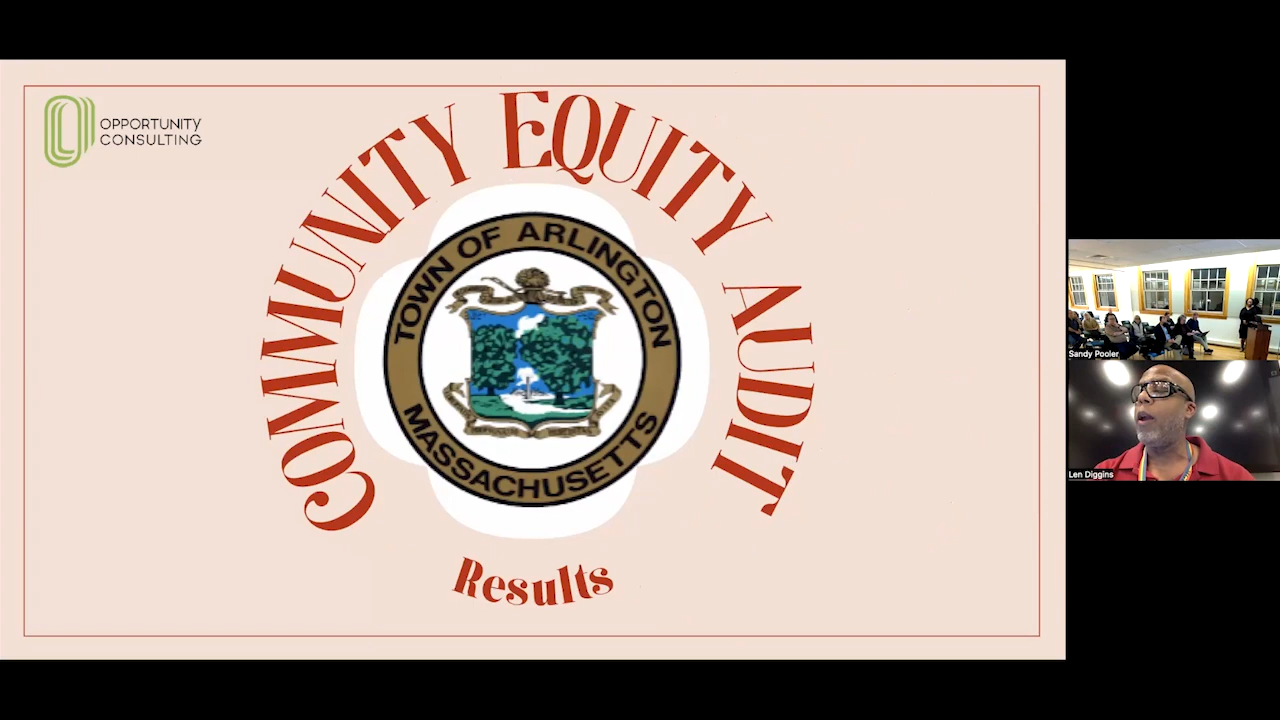 OPPORTUNITY
CONSULTING
COMMUNITY EQUITY AUDIT
TOWN OF ARLINGTON
MASSACHUSETTS
Results
Sandy Pooler
Len Diggins